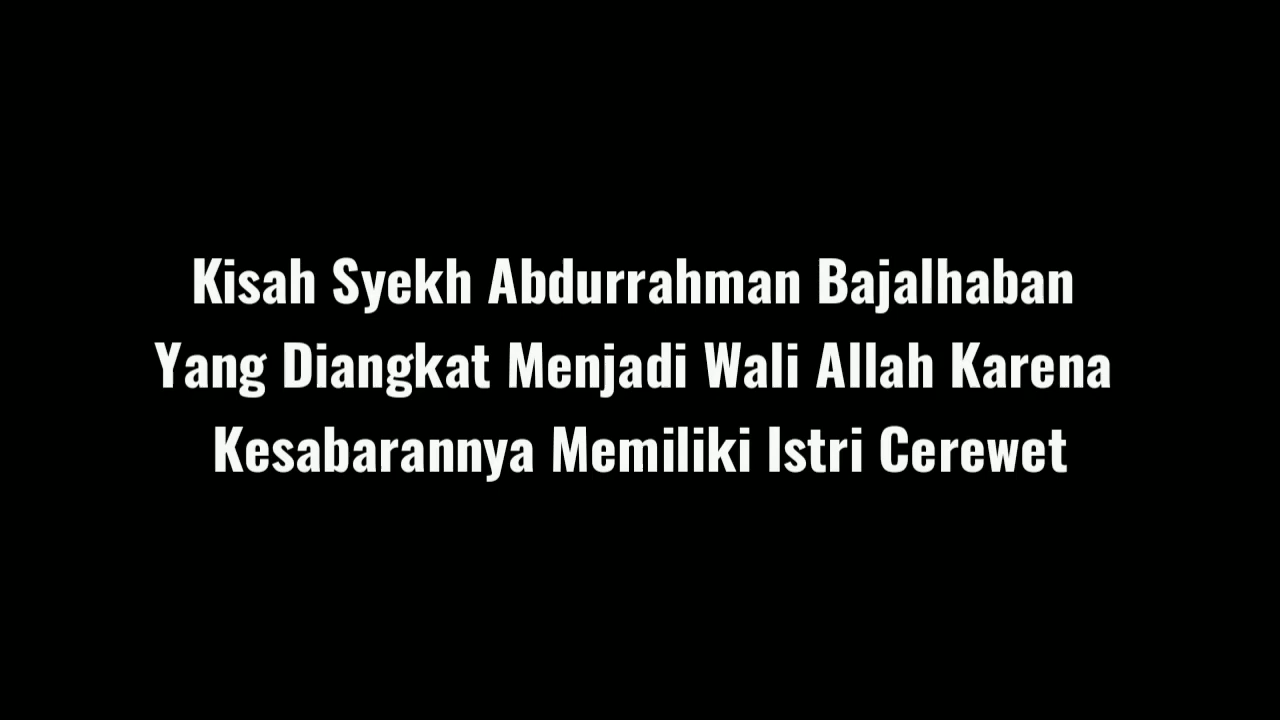 Kisah Syekh Abdurrahman Bajalhaban
Yang Diangkat Menjadi Wali Allah Karena
Kesabarannya Memiliki Istri Cerewet